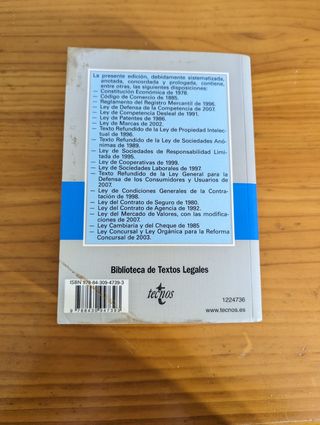 La presente edición, debidamente sistematizada,
anotada, concordada y prologada, contiene,
entre otras, las siguientes disposiciones:
— Constitución Económica de 1978.
— Código de Comercio de 1885.
— Reglamento del Registro Mercantil de 1996.
— Ley de Defensa de la Competencia de 2007.
— Ley de Competencia Desleal de 1991.
— Ley de Patentes de 1986.
— Ley de Marcas de 2002.
— Texto Refundido de la Ley de Propiedad Intelec-
tual de 1996.
— Texto Refundido de la Ley de Sociedades Anó-
nimas de 1989.
— Ley de Sociedades de Responsabilidad Limi-
tada de 1995.
— Ley de Cooperativas de 1999.
— Ley de Sociedades Laborales de 1997.
— Texto Refundido de la Ley General para la
Defensa de los Consumidores y Usuarios de
2007.
— Ley de Condiciones Generales de la Contra-
tación de 1998.
— Ley del Contrato de Seguro de 1980.
— Ley del Contrato de Agencia de 1992.
— Ley del Mercado de Valores, con las modifica-
ciones de 2007.
— Ley Cambiaria y del Cheque de 1985
— Ley Concursal y Ley Orgánica para la Reforma
Concursal de 2003.
Biblioteca de Textos Legales
ISBN 978-84-309-4739-3
9 788430 947393
tecnos
1224736
www.tecnos.es